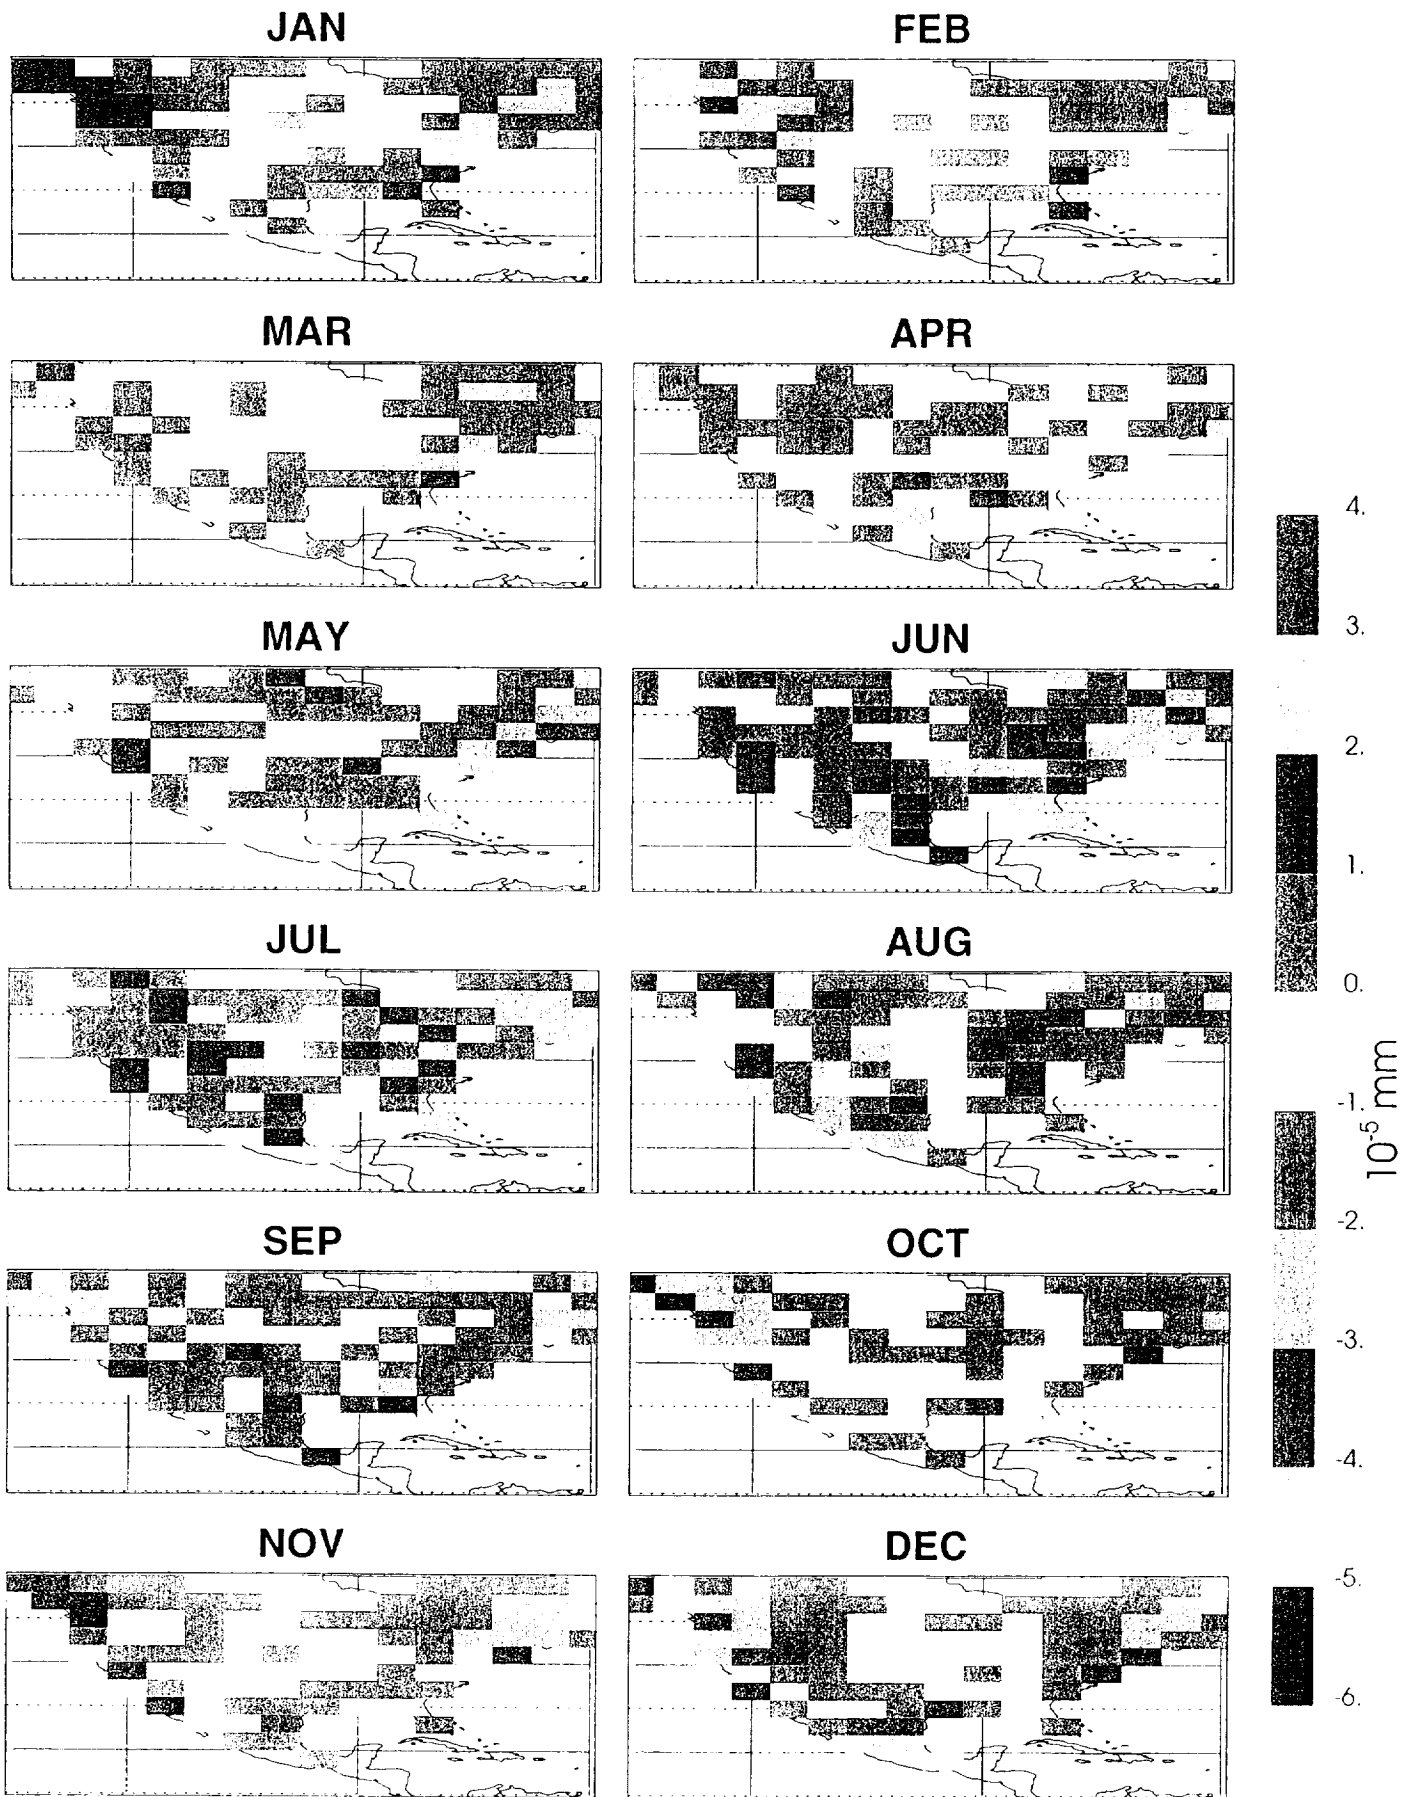 JAN
FEB
MAR
APR
MAY
JUN
JUL
AUG
SEP
OCT
NOV
DEC
4.
3.
2.
1.
0.
-1.
-2.
-3.
-4.
-5.
-6.
10-5 mm